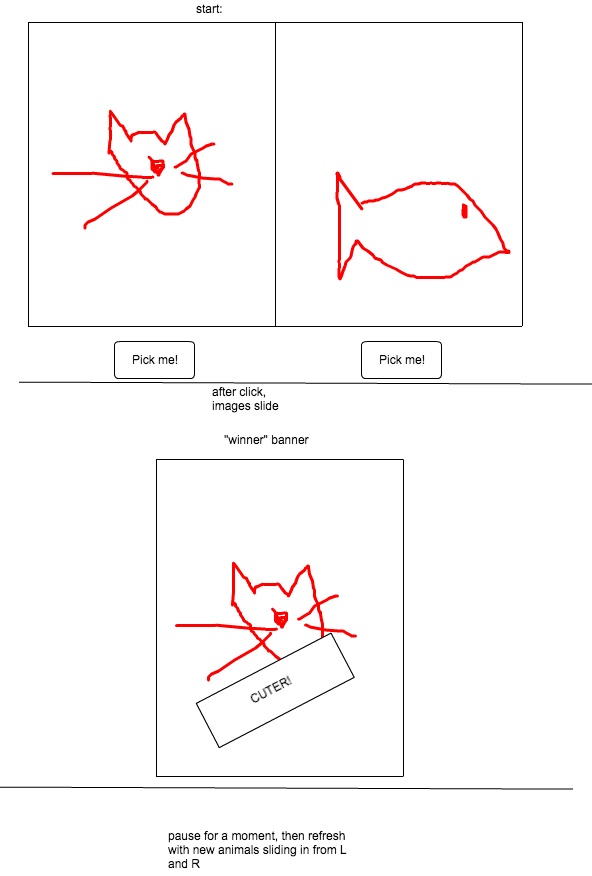 start:
Pick me!
Pick me!
after click,
images slide
"winner" banner
CUTER!
pause for a moment, then refresh
with new animals sliding in from L
and R